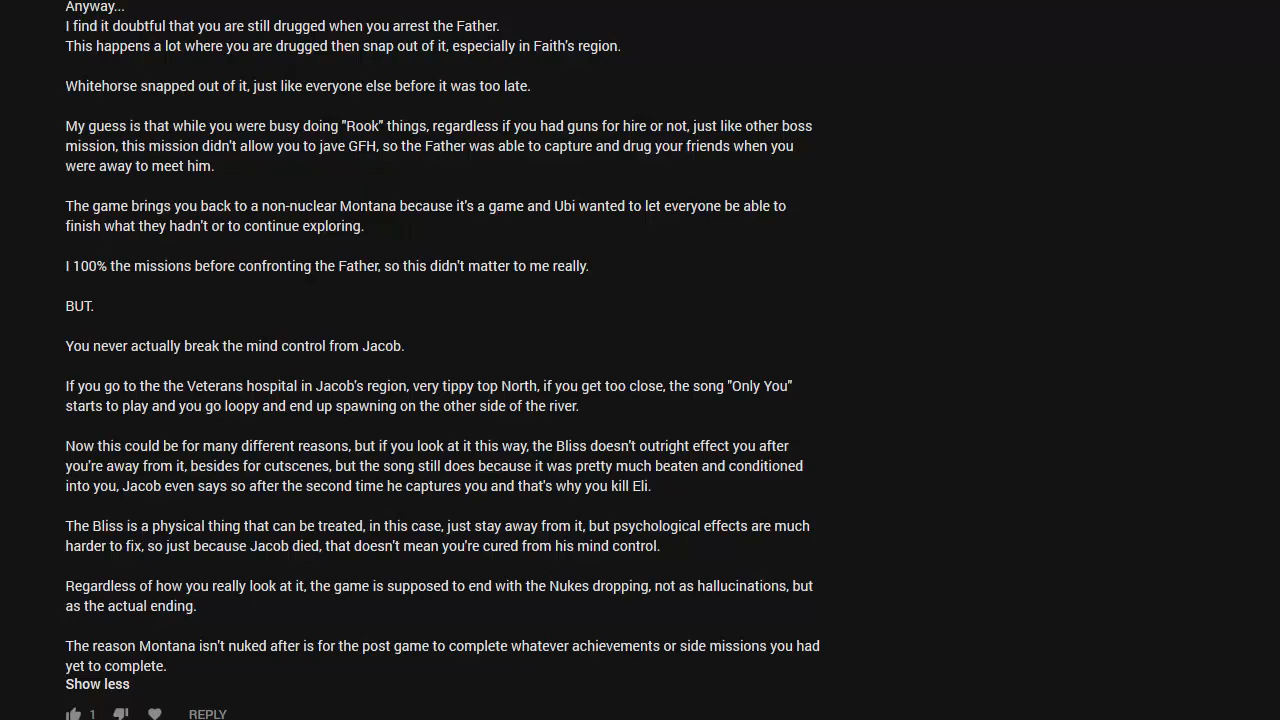 Anyway...
I find it doubtful that you are still drugged when you arrest the Father.
This happens a lot where you are drugged then snap out of it, especially in Faith's region.
Whitehorse snapped out of it, just like everyone else before it was too late.
My guess is that while you were busy doing "Rook" things, regardless if you had guns for hire or not, just like other boss
mission, this mission didn't allow you to jave GFH, so the Father was able to capture and drug your friends when you
were away to meet him.
The game brings you back to a non-nuclear Montana because it's a game and Ubi wanted to let everyone be able to
finish what they hadn't or to continue exploring.
I 100% the missions before confronting the Father, so this didn't matter to me really.
BUT.
You never actually break the mind control from Jacob.
If you go to the the Veterans hospital in Jacob's region, very tippy top North, if you get too close, the song "Only You"
starts to play and you go loopy and end up spawning on the other side of the river.
Now this could be for many different reasons, but if you look at it this way, the Bliss doesn't outright effect you after
you're away from it, besides for cutscenes, but the song still does because it was pretty much beaten and conditioned
into you, Jacob even says so after the second time he captures you and that's why you kill Eli.
The Bliss is a physical thing that can be treated, in this case, just stay away from it, but psychological effects are much
harder to fix, so just because Jacob died, that doesn't mean you're cured from his mind control.
Regardless of how you really look at it, the game is supposed to end with the Nukes dropping, not as hallucinations, but
as the actual ending.
The reason Montana isn't nuked after is for the post game to complete whatever achievements or side missions you had
yet to complete.
Show less
1 REPLY